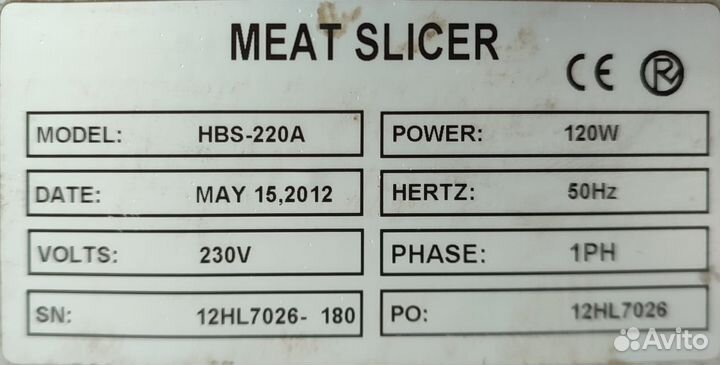 MEAT SLICER
CE R
MODEL: HBS-220A POWER: 120W
DATE: MAY 15,2012 HERTZ: 50Hz
VOLTS: 230V PHASE: 1PH
SN: 12HL7026- 180 PO: 12HL7026
Avito